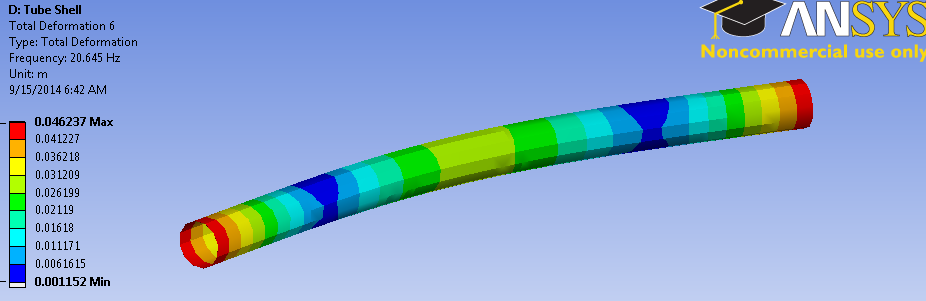 D: Tube Shell
Total Deformation 6
Type: Total Deformation
Frequency: 20.645 Hz
Unit: m
9/15/2014 6:42 AM
ANSYS
Noncommercial use only
0.046237 Max
0.041227
0.036218
0.031209
0.026199
0.02119
0.01618
0.011171
0.0061615
0.001152 Min